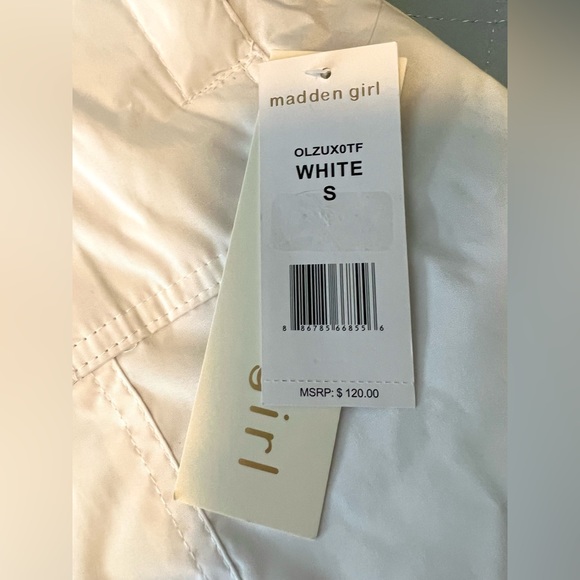 madden girl
OLZUX0TF
WHITE
S
8 86785 66855 6
MSRP: $ 120.00
girl